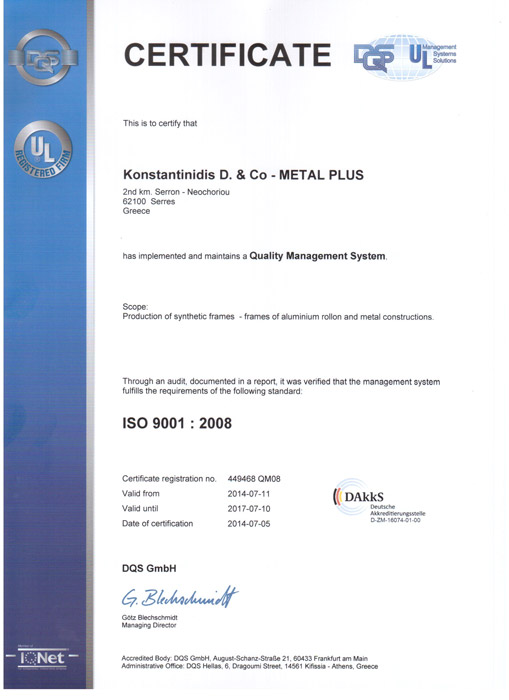 DQS
CERTIFICATE
DQS
UL
Management
Systems
Solutions
UL
REGISTERED FIRM
This is to certify that
Konstantinidis D. & Co - METAL PLUS
2nd km. Serron - Neochoriou
62100 Serres
Greece
has implemented and maintains a Quality Management System.
Scope:
Production of synthetic frames - frames of aluminium rollon and metal constructions.
Through an audit, documented in a report, it was verified that the management system
fulfills the requirements of the following standard:
ISO 9001 : 2008
Certificate registration no. 449468 QM08
Valid from 2014-07-11
Valid until 2017-07-10
Date of certification 2014-07-05
DAkkS
Deutsche
Akkreditierungsstelle
D-ZM-16074-01-00
DQS GmbH
G. Blechschmidt
Götz Blechschmidt
Managing Director
IQNet
Accredited Body: DQS GmbH, August-Schanz-Straße 21, 60433 Frankfurt am Main
Administrative Office: DQS Hellas, 6, Dragoumi Street, 14561 Kifissia - Athens, Greece